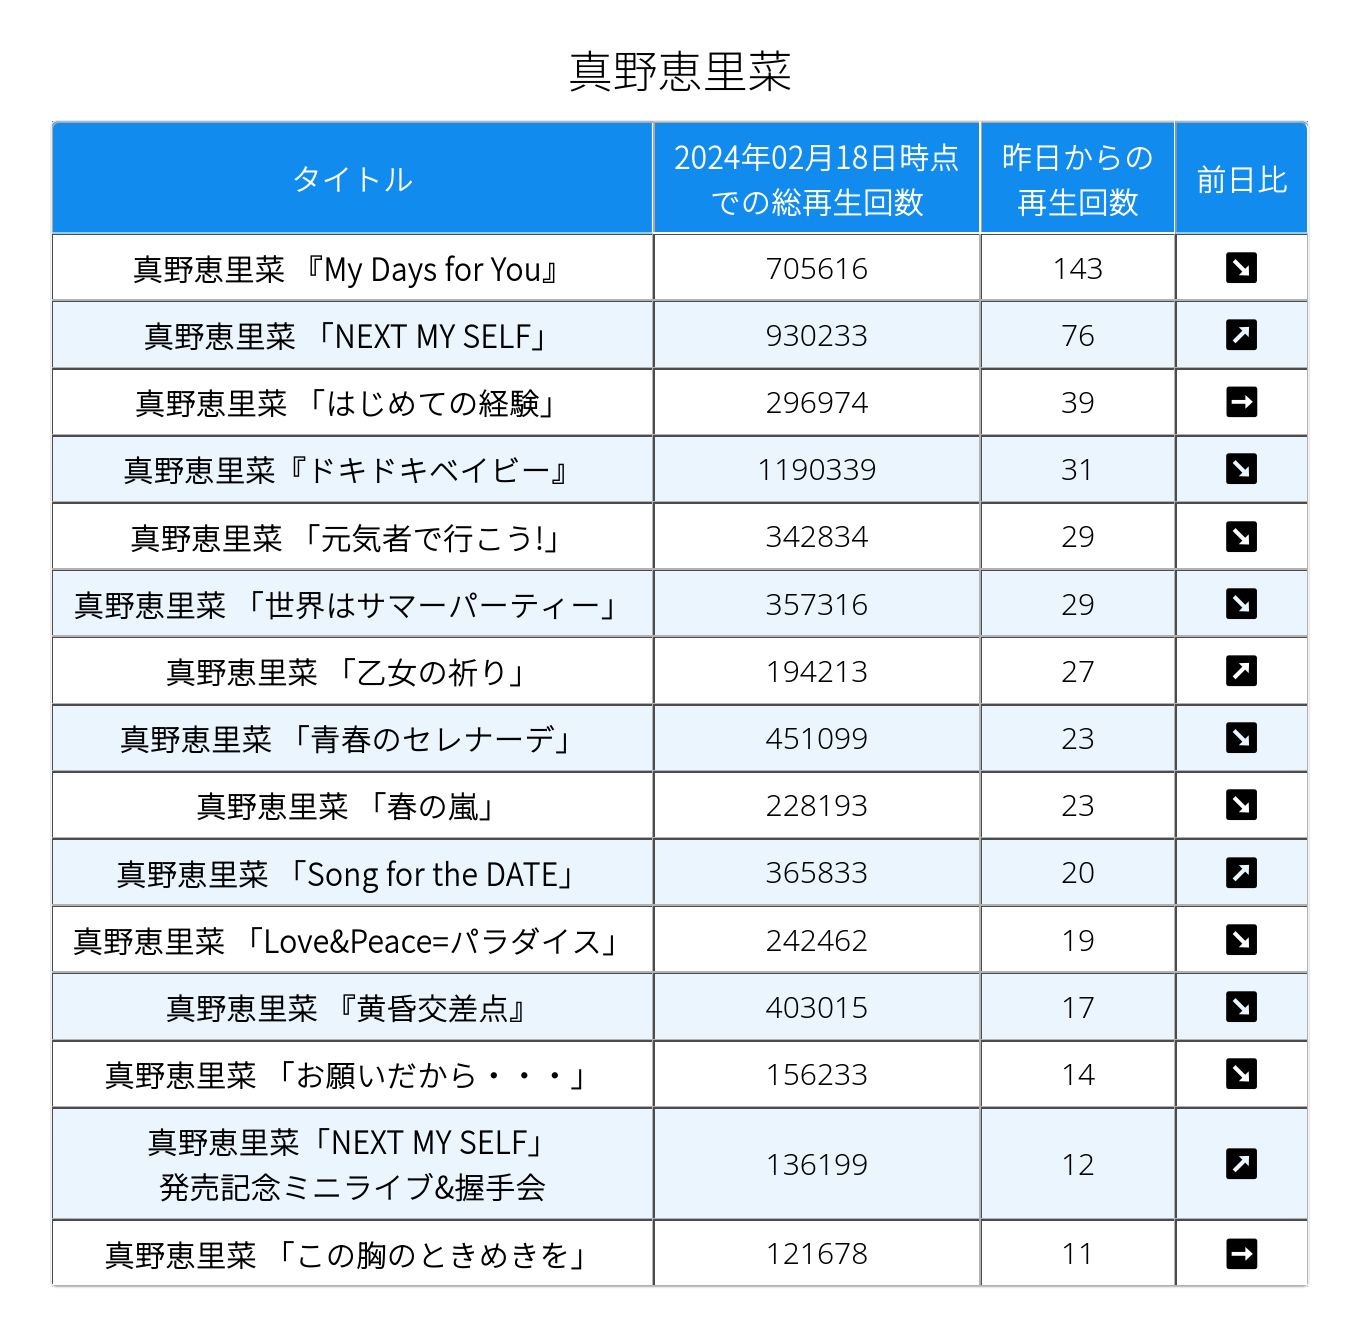 真野恵里菜
タイトル
2024年02月18日時点
での総再生回数
昨日からの
再生回数
前日比
真野恵里菜 『My Days for You』 705616 143 ↘
真野恵里菜 「NEXT MY SELF」 930233 76 ↗
真野恵里菜 「はじめての経験」 296974 39 →
真野恵里菜『ドキドキベイビー』 1190339 31 ↘
真野恵里菜 「元気者で行こう!」 342834 29 ↘
真野恵里菜 「世界はサマーパーティー」 357316 29 ↘
真野恵里菜 「乙女の祈り」 194213 27 ↗
真野恵里菜 「青春のセレナーデ」 451099 23 ↘
真野恵里菜 「春の嵐」 228193 23 ↘
真野恵里菜 「Song for the DATE」 365833 20 ↗
真野恵里菜 「Love&Peace=パラダイス」 242462 19 ↘
真野恵里菜 『黄昏交差点』 403015 17 ↘
真野恵里菜 「お願いだから・・・」 156233 14 ↘
真野恵里菜「NEXT MY SELF」
発売記念ミニライブ&握手会 136199 12 ↗
真野恵里菜 「この胸のときめきを」 121678 11 →